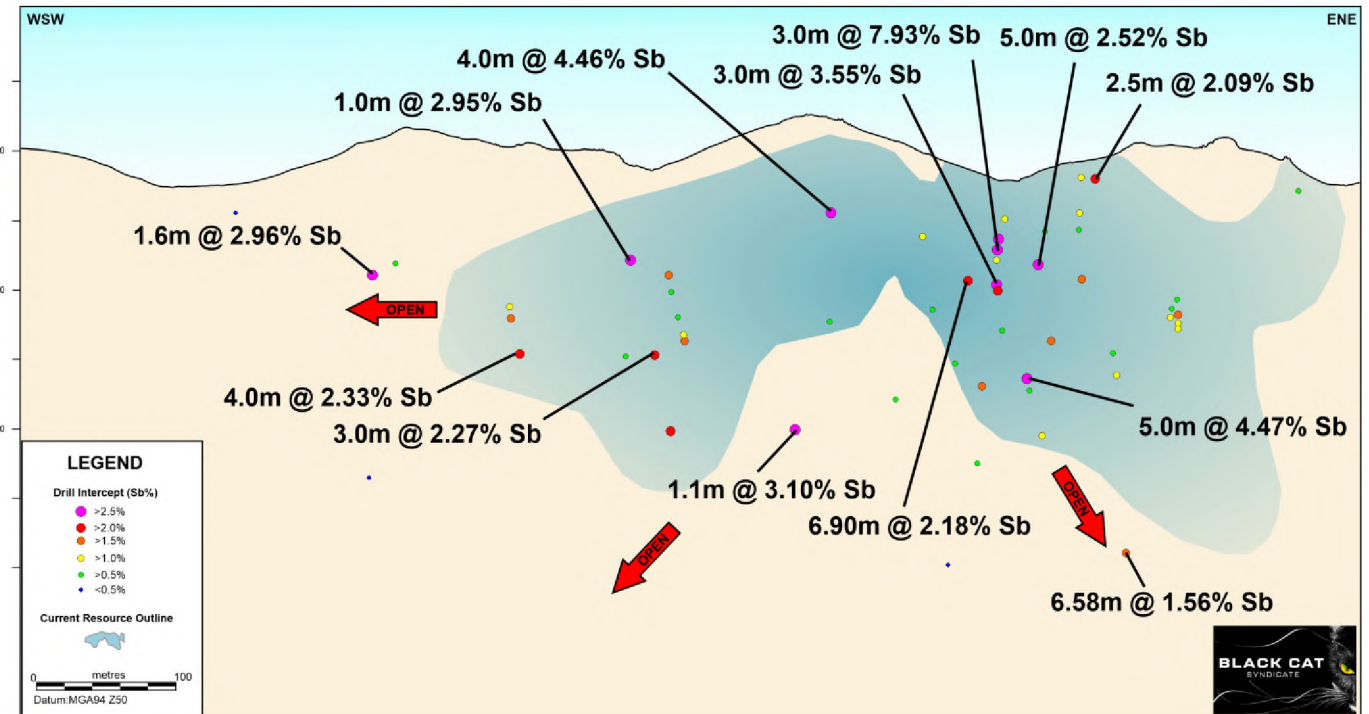 WSW
ENE
3.0m @ 7.93% Sb
5.0m @ 2.52% Sb
4.0m @ 4.46% Sb
3.0m @ 3.55% Sb
2.5m @ 2.09% Sb
1.0m @ 2.95% Sb
0
1.6m @ 2.96% Sb
0
OPEN
4.0m @ 2.33% Sb
3.0m @ 2.27% Sb
0
5.0m @ 4.47% Sb
1.1m @ 3.10% Sb
OPEN
6.90m @ 2.18% Sb
OPEN
6.58m @ 1.56% Sb
LEGEND
Drill Intercept (Sb%)
>2.5%
>2.0%
>1.5%
>1.0%
>0.5%
<0.5%
Current Resource Outline
0 metres 100
Datum:MGA94 Z50
BLACK CAT
SYNDICATE